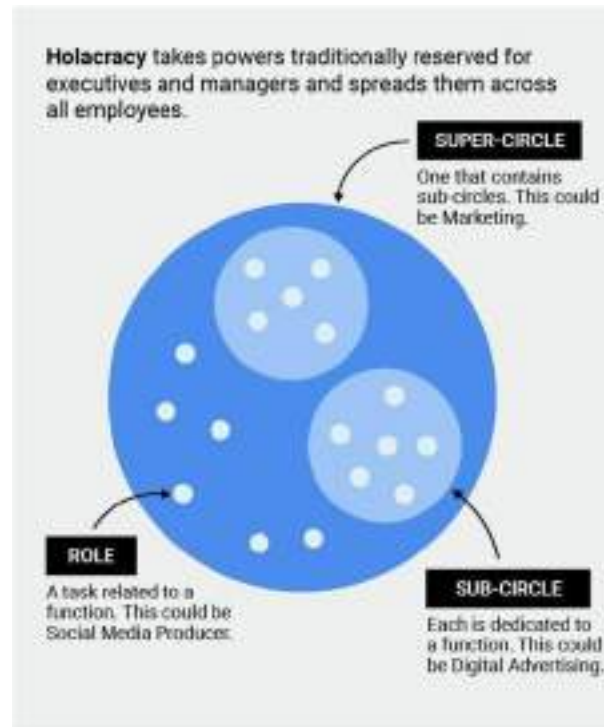 Holacracy takes powers traditionally reserved for
executives and managers and spreads them across
all employees.
SUPER-CIRCLE
One that contains
sub-circles. This could
be Marketing.
ROLE
A task related to a
function. This could be
Social Media Producer.
SUB-CIRCLE
Each is dedicated to
a function. This could
be Digital Advertising.